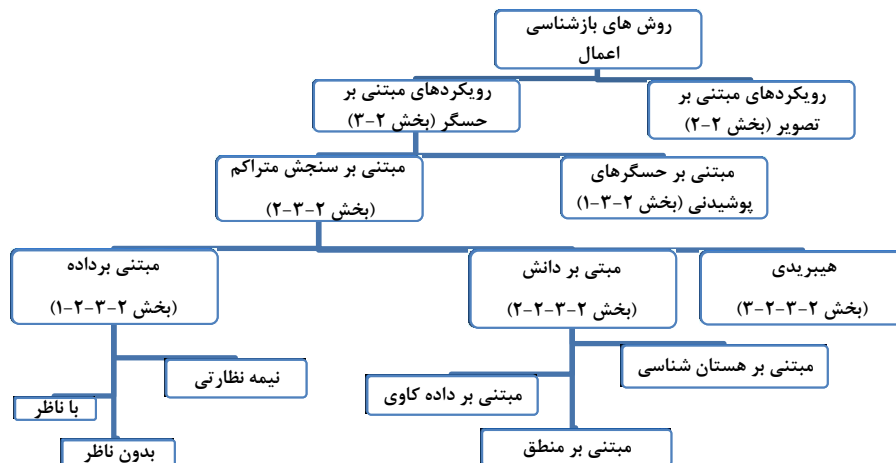 روش های بازشناسی
اعمال
رویکردهای مبتنی بر
تصویر (بخش ۲-۲)
رویکردهای مبتنی بر
حسگر (بخش ۲-۳)
مبتنی بر حسگرهای
پوشیدنی (بخش ۲-۳-۱)
مبتنی بر سنجش متراکم
(بخش ۲-۳-۲)
هیبریدی
(بخش ۲-۳-۲-۳)
مبتی بر دانش
(بخش ۲-۳-۲-۲)
مبتنی برداده
(بخش ۲-۳-۲-۱)
مبتنی بر هستان شناسی
مبتنی بر داده کاوی
مبتنی بر منطق
نیمه نظارتی
با ناظر
بدون ناظر